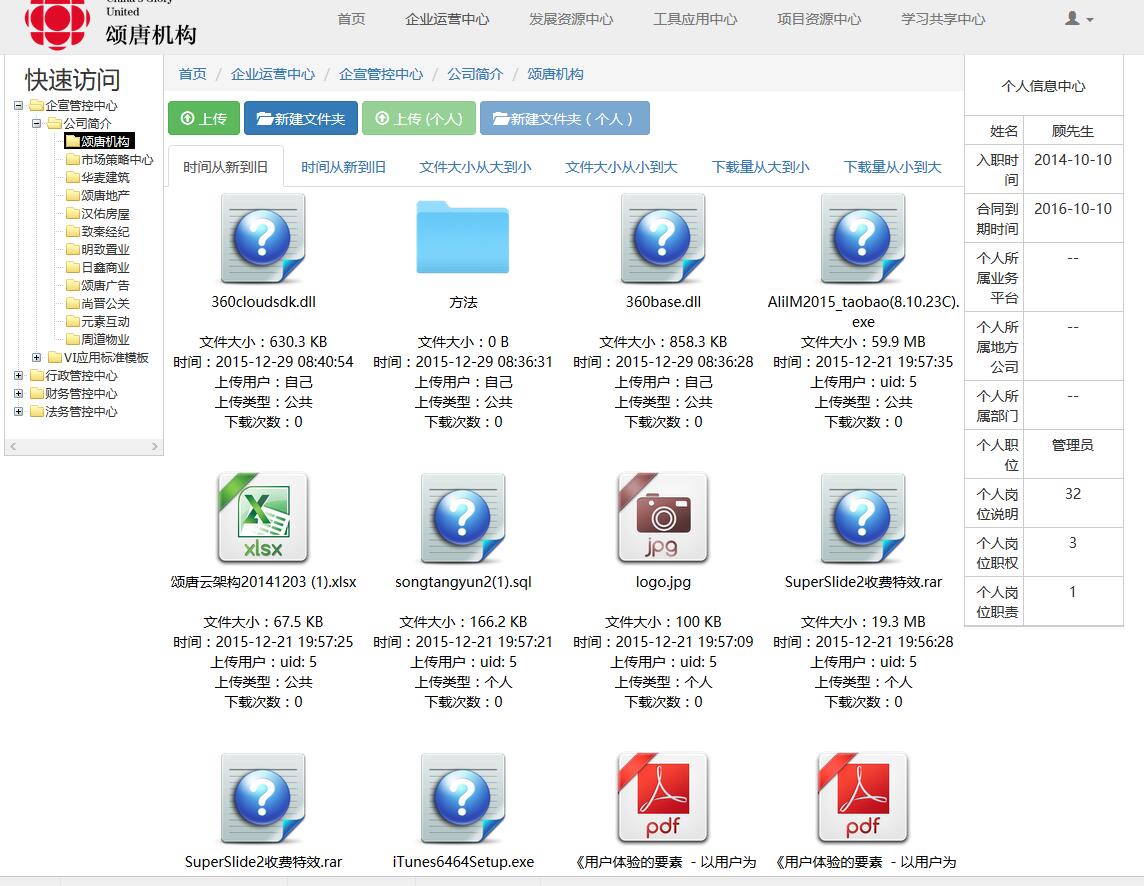 United
颂唐机构
首页
企业运营中心
发展资源中心
工具应用中心
项目资源中心
学习共享中心
快速访问
企宣管控中心
公司简介
颂唐机构
市场策略中心
华麦建筑
颂唐地产
汉佑房屋
致秦经纪
明致置业
日鑫商业
颂唐广告
尚晋公关
元素互动
周道物业
VI应用标准模板
行政管控中心
财务管控中心
法务管控中心
首页 / 企业运营中心 / 企宣管控中心 / 公司简介 / 颂唐机构
上传
新建文件夹
上传 (个人)
新建文件夹（个人）
时间从新到旧
时间从新到旧
文件大小从大到小
文件大小从小到大
下载量从大到小
下载量从小到大
360cloudsdk.dll
文件大小：630.3 KB
时间：2015-12-29 08:40:54
上传用户：自己
上传类型：公共
下载次数：0
方法
文件大小：0 B
时间：2015-12-29 08:36:31
上传用户：自己
上传类型：公共
下载次数：0
360base.dll
文件大小：858.3 KB
时间：2015-12-29 08:36:28
上传用户：自己
上传类型：公共
下载次数：0
AliIM2015_taobao(8.10.23C).
exe
文件大小：59.9 MB
时间：2015-12-21 19:57:35
上传用户：uid: 5
上传类型：公共
下载次数：0
xlsx
颂唐云架构20141203 (1).xlsx
文件大小：67.5 KB
时间：2015-12-21 19:57:25
上传用户：uid: 5
上传类型：公共
下载次数：0
songtangyun2(1).sql
文件大小：166.2 KB
时间：2015-12-21 19:57:21
上传用户：uid: 5
上传类型：个人
下载次数：0
jpg
logo.jpg
文件大小：100 KB
时间：2015-12-21 19:57:09
上传用户：uid: 5
上传类型：个人
下载次数：0
SuperSlide2收费特效.rar
文件大小：19.3 MB
时间：2015-12-21 19:56:28
上传用户：uid: 5
上传类型：个人
下载次数：0
SuperSlide2收费特效.rar
iTunes6464Setup.exe
pdf
《用户体验的要素 - 以用户为
pdf
《用户体验的要素 - 以用户为
个人信息中心
姓名
顾先生
入职时
间
2014-10-10
合同到
期时间
2016-10-10
个人所
属业务
平台
--
个人所
属地方
公司
--
个人所
属部门
--
个人职
位
管理员
个人岗
位说明
32
个人岗
位职权
3
个人岗
位职责
1